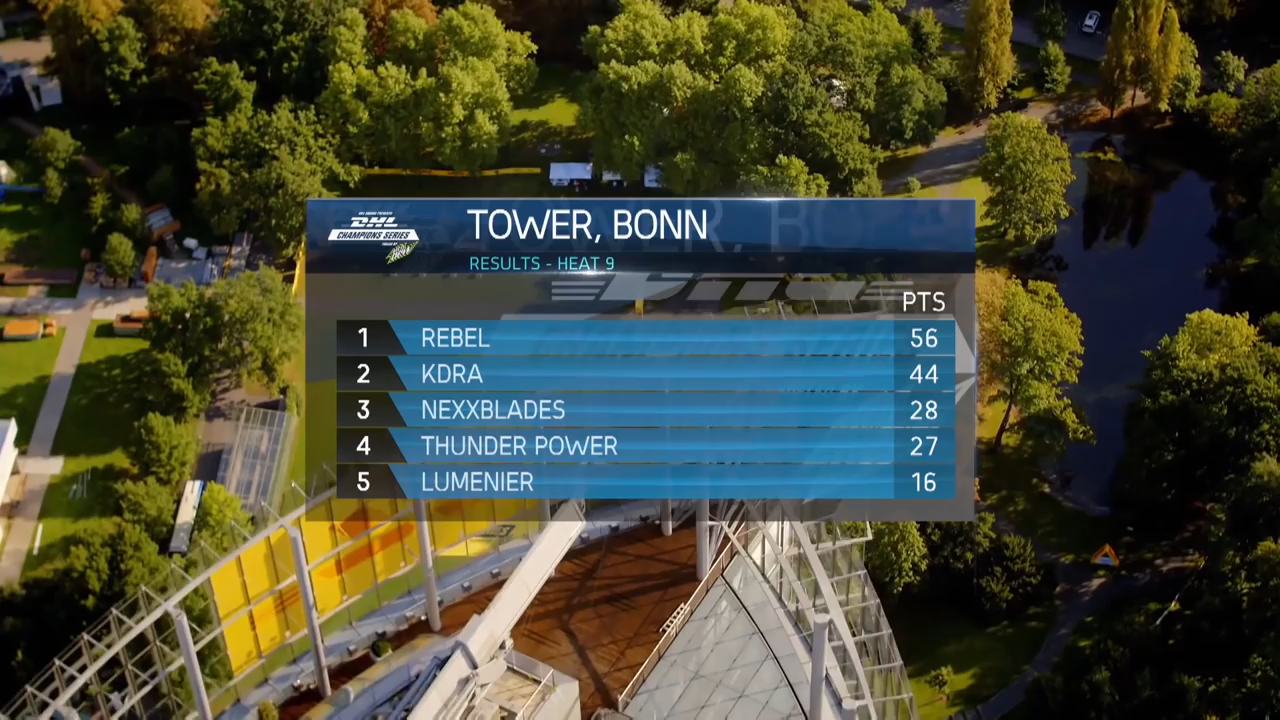 DHL
CHAMPIONS SERIES
TOWER, BONN
RESULTS - HEAT 9
PTS
1 REBEL 56
2 KDRA 44
3 NEXXBLADES 28
4 THUNDER POWER 27
5 LUMENIER 16